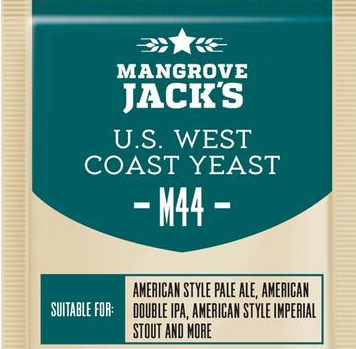 MANGROVE
JACK'S
U.S. WEST
COAST YEAST
- M44 -
SUITABLE FOR:
AMERICAN STYLE PALE ALE, AMERICAN
DOUBLE IPA, AMERICAN STYLE IMPERIAL
STOUT AND MORE